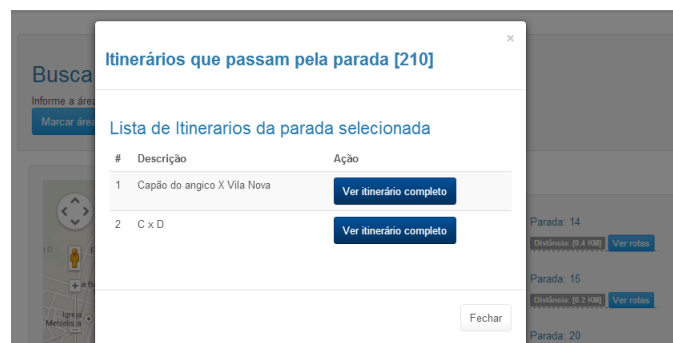 ×
Itinerários que passam pela parada [210]
Busca
Informe a área
Marcar área
Lista de Itinerarios da parada selecionada
# Descrição Ação
1 Capão do angico X Vila Nova Ver itinerário completo
2 C x D Ver itinerário completo
Fechar
Parada: 14
Distância: [0.4 KM] Ver rotas
Parada: 15
Distância: [0.2 KM] Ver rotas
Parada: 20
Igreja
Metodista